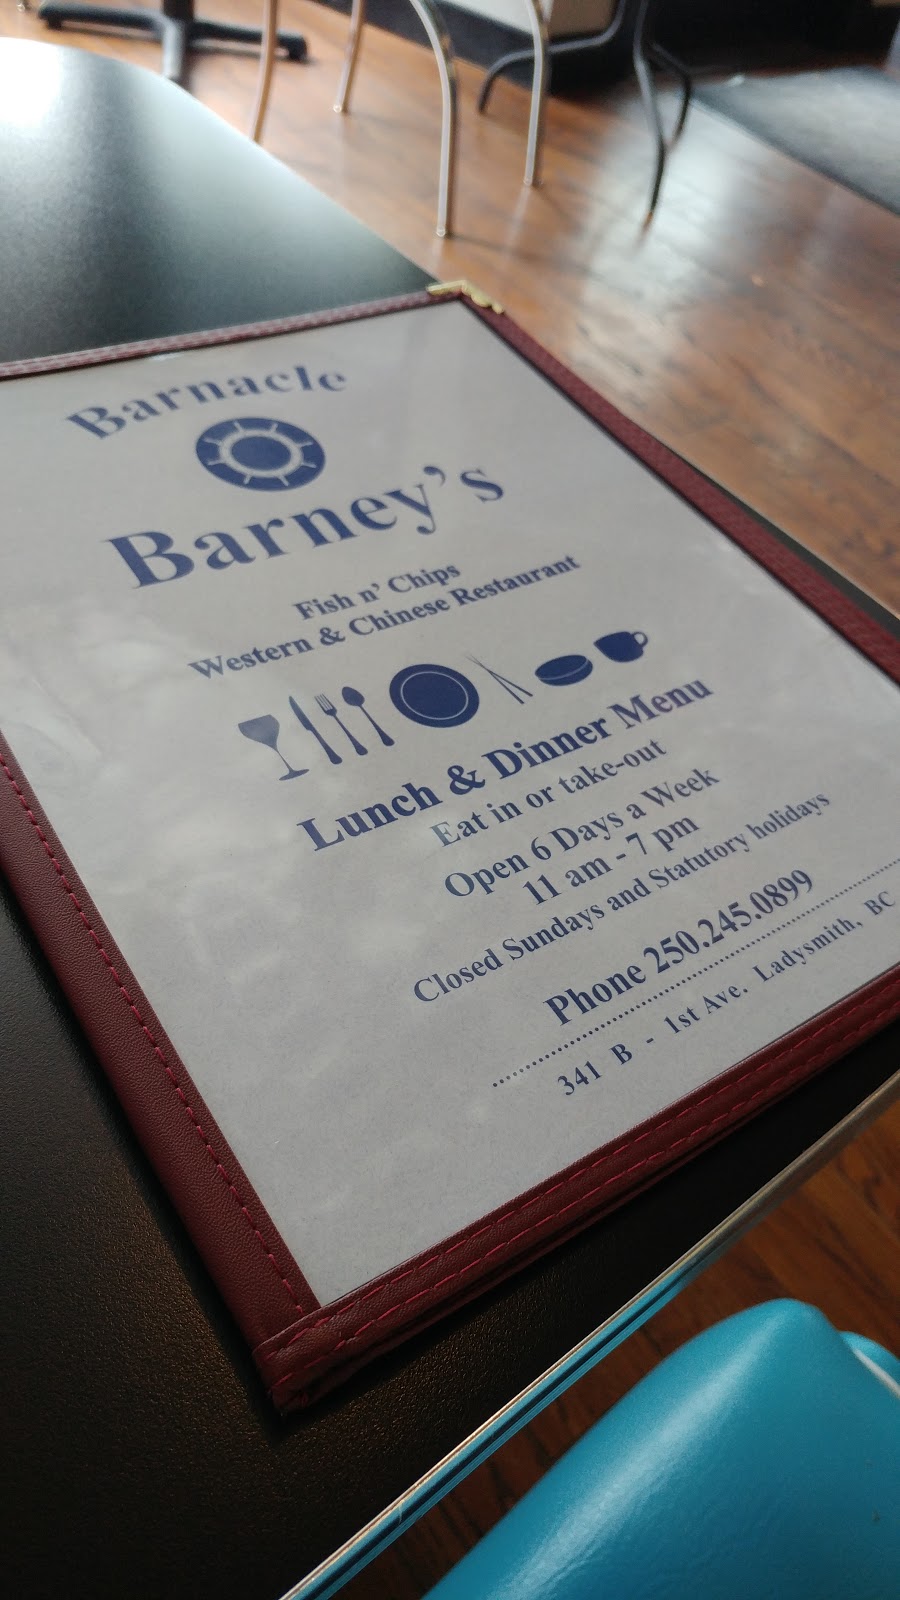 Barnacle
Barney's
Fish n' Chips
Western & Chinese Restaurant
Lunch & Dinner Menu
Eat in or take-out
Open 6 Days a Week
11 am - 7 pm
Closed Sundays and Statutory holidays
Phone 250.245.0899
341 B - 1st Ave. Ladysmith, BC